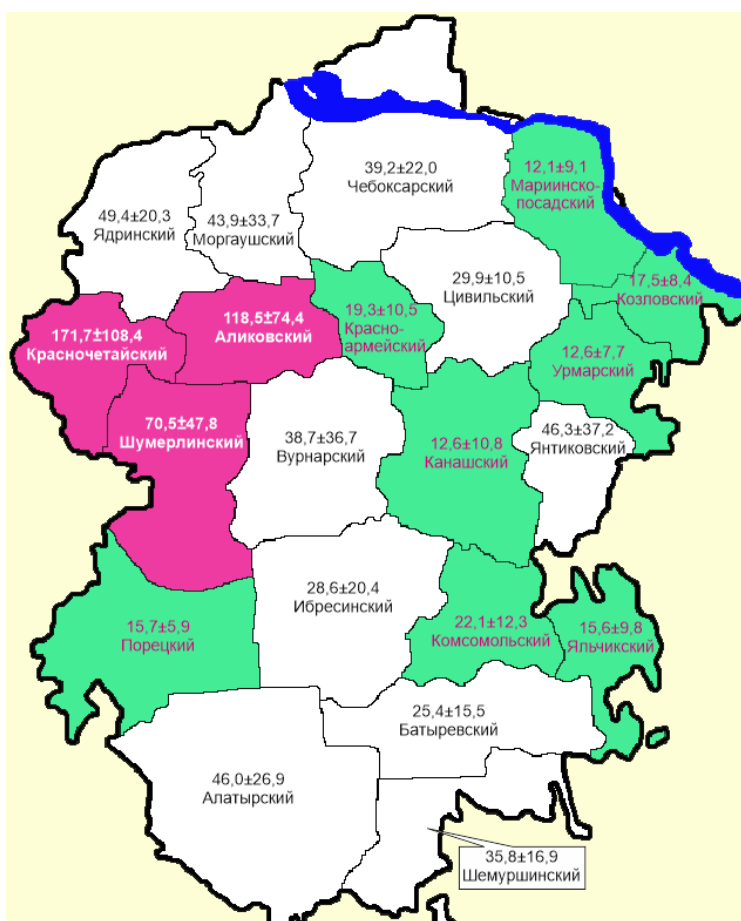 39,2±22,0
Чебоксарский
12,1±9,1
Мариинско-
посадский
49,4±20,3
Ядринский
43,9±33,7
Моргаушский
29,9±10,5
Цивильский
17,5±8,4
Козловский
171,7±108,4
Красночетайский
118,5±74,4
Аликовский
19,3±10,5
Красно-
армейский
12,6±7,7
Урмарский
70,5±47,8
Шумерлинский
38,7±36,7
Вурнарский
12,6±10,8
Канашский
46,3±37,2
Янтиковский
28,6±20,4
Ибресинский
15,7±5,9
Порецкий
22,1±12,3
Комсомольский
15,6±9,8
Яльчикский
25,4±15,5
Батыревский
46,0±26,9
Алатырский
35,8±16,9
Шемуршинский